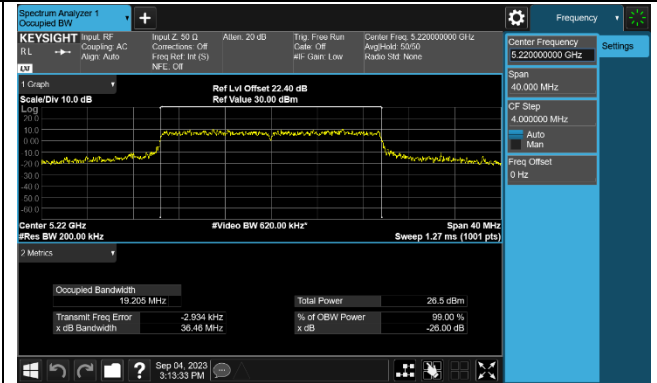 Spectrum Analyzer 1
Occupied BW
Frequency
KEYSIGHT
RL
LXI
Input: RF
Coupling: AC
Align: Auto
Input Z: 50 Ω
Corrections: Off
Freq Ref: Int (S)
NFE: Off
Atten: 20 dB
Trig: Free Run
Gate: Off
#IF Gain: Low
Center Freq: 5.220000000 GHz
Avg|Hold: 50/50
Radio Std: None
Center Frequency
5.220000000 GHz
Settings
Span
40.000 MHz
CF Step
4.000000 MHz
Auto
Man
Freq Offset
0 Hz
1 Graph
Scale/Div 10.0 dB
Ref Lvl Offset 22.40 dB
Ref Value 30.00 dBm
Log
20.0
10.0
0.00
-10.0
-20.0
-30.0
-40.0
-50.0
-60.0
Center 5.22 GHz
#Video BW 620.00 kHz*
Span 40 MHz
#Res BW 200.00 kHz
Sweep 1.27 ms (1001 pts)
2 Metrics
Occupied Bandwidth
19.205 MHz
Total Power 26.5 dBm
Transmit Freq Error -2.934 kHz
% of OBW Power 99.00 %
x dB Bandwidth 36.46 MHz
x dB -26.00 dB
?
Sep 04, 2023
3:13:33 PM